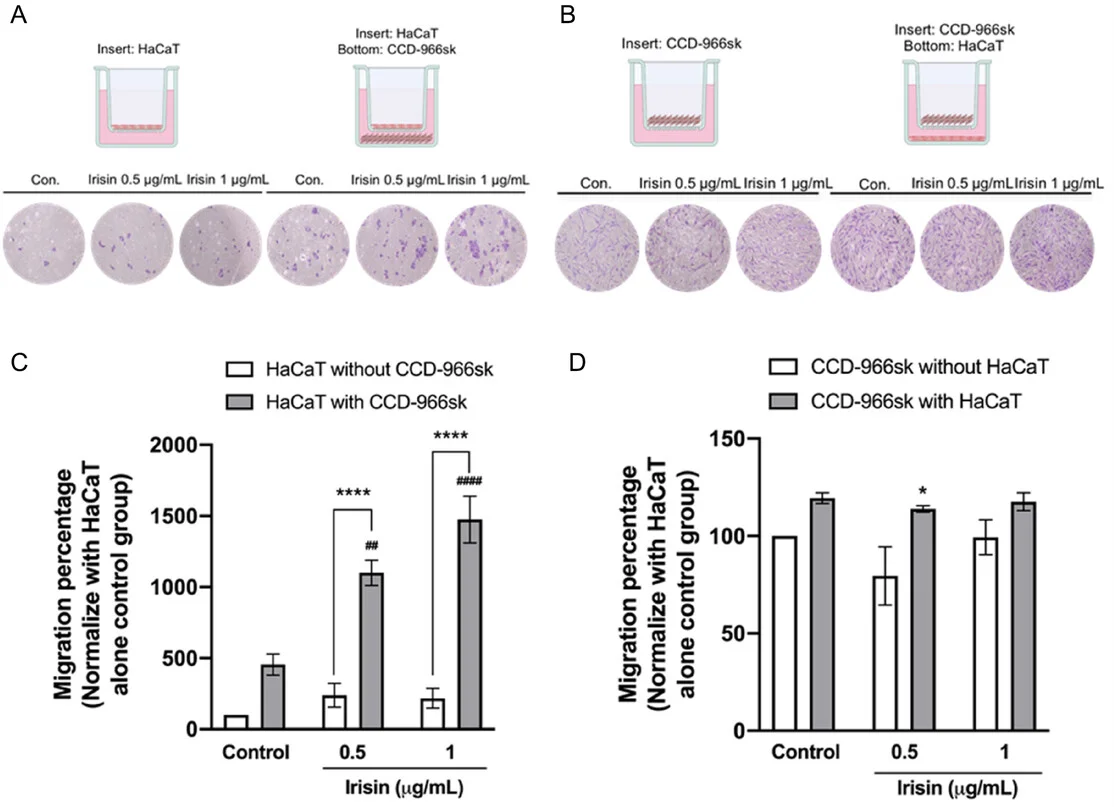 A
Insert: HaCaT
Insert: HaCaT
Bottom: CCD-966sk
Con. Irisin 0.5 µg/mL Irisin 1 µg/mL Con. Irisin 0.5 µg/mL Irisin 1 µg/mL
B
Insert: CCD-966sk
Insert: CCD-966sk
Bottom: HaCaT
Con. Irisin 0.5 µg/mL Irisin 1 µg/mL Con. Irisin 0.5 µg/mL Irisin 1 µg/mL
C
HaCaT without CCD-966sk
HaCaT with CCD-966sk
Migration percentage
(Normalize with HaCaT
alone control group)
2000
1500
1000
500
0
****
##
****
####
Control 0.5 1
Irisin (µg/mL)
D
CCD-966sk without HaCaT
CCD-966sk with HaCaT
Migration percentage
(Normalize with HaCaT
alone control group)
150
100
50
0
*
Control 0.5 1
Irisin (µg/mL)